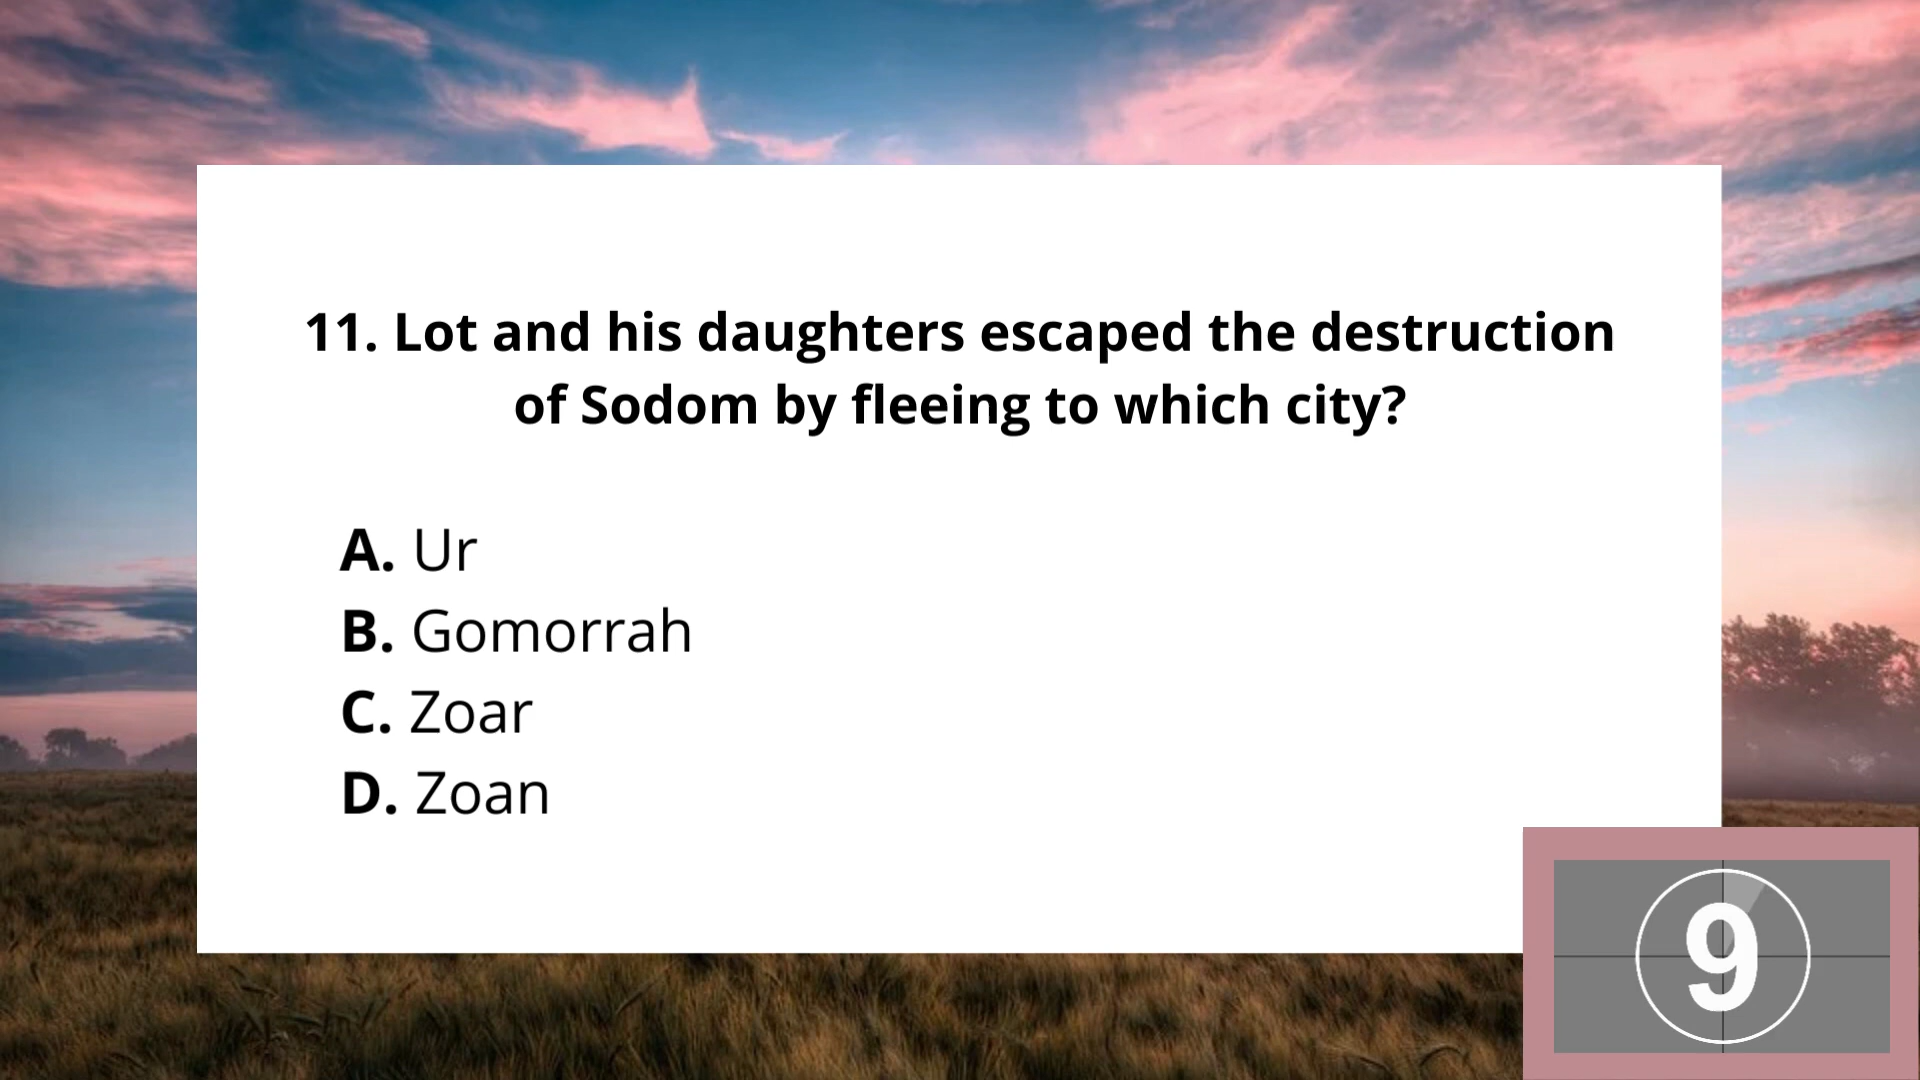 11. Lot and his daughters escaped the destruction
of Sodom by fleeing to which city?
A. Ur
B. Gomorrah
C. Zoar
D. Zoan
9